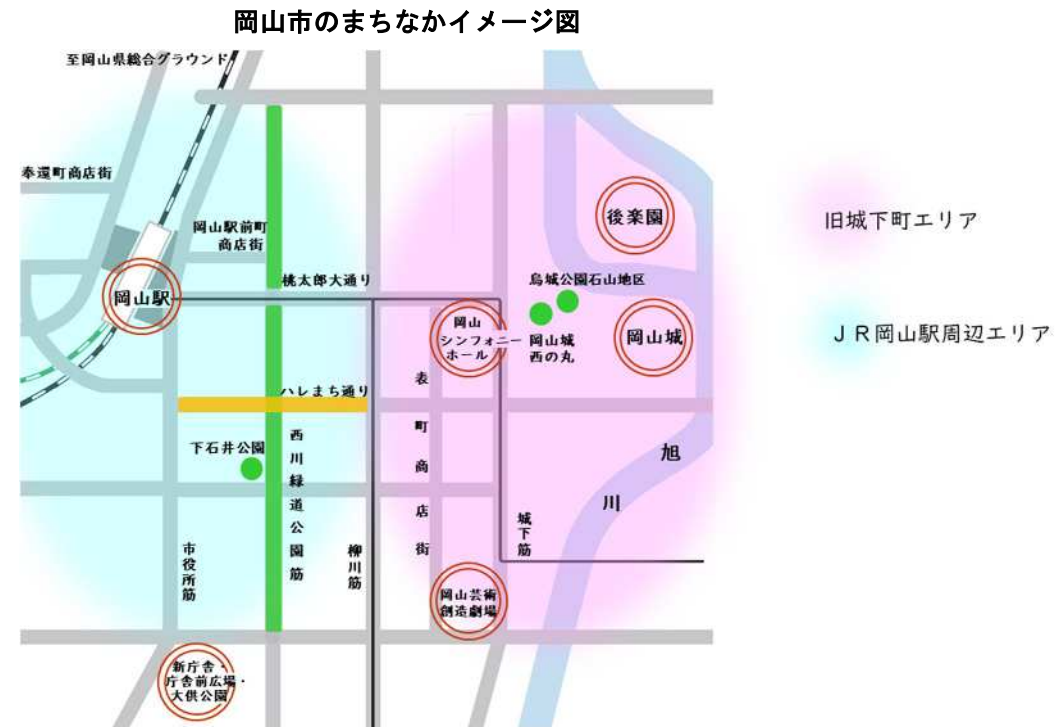 岡山市のまちなかイメージ図
至岡山県総合グラウンド
奉還町商店街
岡山駅前町
商店街
後楽園
旧城下町エリア
桃太郎大通り
烏城公園石山地区
岡山駅
岡山
シンフォニー
ホール
岡山城
西の丸
岡山城
ＪＲ岡山駅周辺エリア
ハレまち通り
表町商店街
下石井公園
西川緑道公園筋
旭川
城下筋
市役所筋
柳川筋
岡山芸術
創造劇場
新庁舎・
庁舎前広場・
大供公園